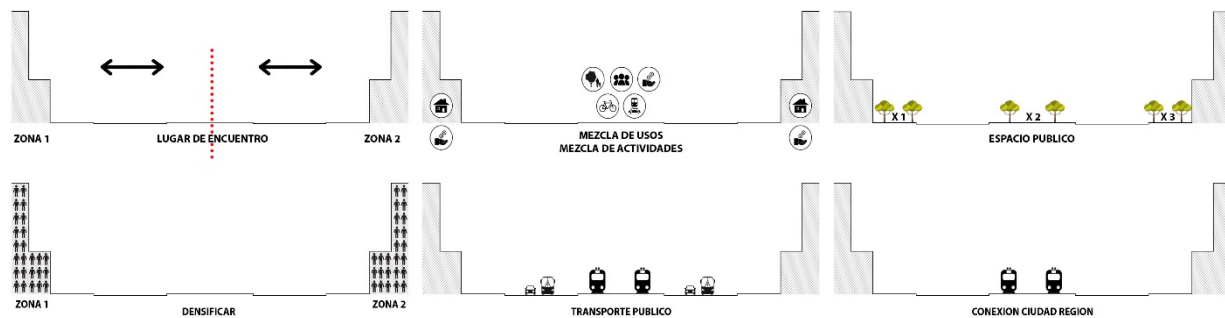 ZONA 1
LUGAR DE ENCUENTRO
ZONA 2
MEZCLA DE USOS
MEZCLA DE ACTIVIDADES
X 1
X 2
X 3
ESPACIO PUBLICO
ZONA 1
DENSIFICAR
ZONA 2
TRANSPORTE PUBLICO
CONEXION CIUDAD REGION